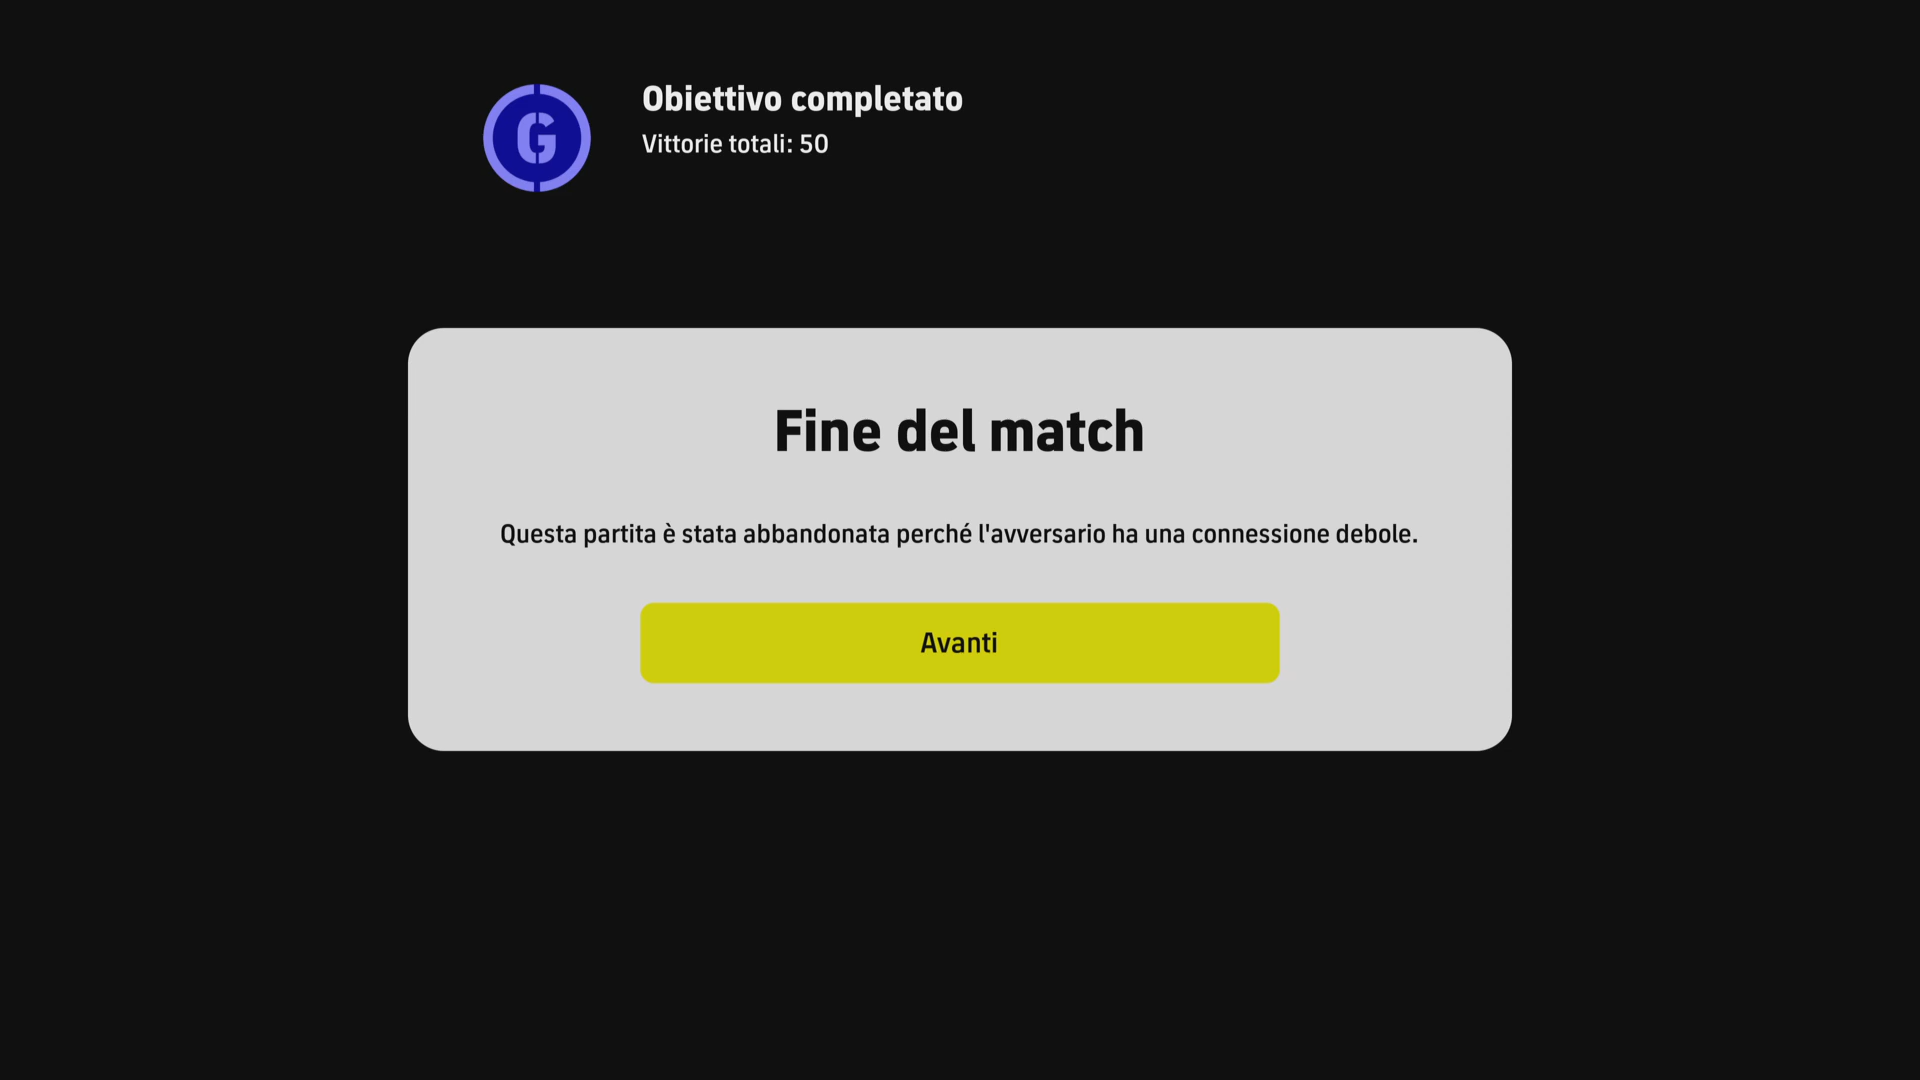 G
Obiettivo completato
Vittorie totali: 50
Fine del match
Questa partita è stata abbandonata perché l'avversario ha una connessione debole.
Avanti